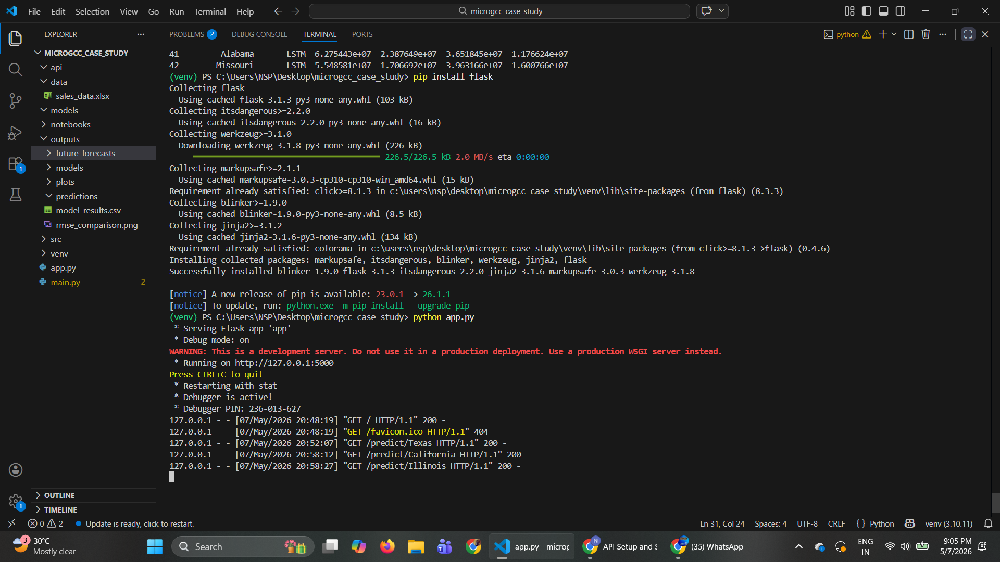 File Edit Selection View Go Run Terminal Help
microgcc_case_study
EXPLORER
MICROGCC_CASE_STUDY
api
data
sales_data.xlsx
models
notebooks
outputs
future_forecasts
models
plots
predictions
model_results.csv
rmse_comparison.png
src
venv
app.py
main.py 2
OUTLINE
TIMELINE
1
1
PROBLEMS 2 DEBUG CONSOLE TERMINAL PORTS
python
41 Alabama LSTM 6.275443e+07 2.387649e+07 3.651845e+07 1.176624e+07
42 Missouri LSTM 5.548581e+07 1.706692e+07 3.963166e+07 1.600766e+07
(venv) PS C:\Users\NSP\Desktop\microgcc_case_study> pip install flask
Collecting flask
Using cached flask-3.1.3-py3-none-any.whl (103 kB)
Collecting itsdangerous>=2.2.0
Using cached itsdangerous-2.2.0-py3-none-any.whl (16 kB)
Collecting werkzeug>=3.1.0
Downloading werkzeug-3.1.8-py3-none-any.whl (226 kB)
226.5/226.5 kB 2.0 MB/s eta 0:00:00
Collecting markupsafe>=2.1.1
Using cached markupsafe-3.0.3-cp310-cp310-win_amd64.whl (15 kB)
Requirement already satisfied: click>=8.1.3 in c:\users\nsp\desktop\microgcc_case_study\venv\lib\site-packages (from flask) (8.3.3)
Collecting blinker>=1.9.0
Using cached blinker-1.9.0-py3-none-any.whl (8.5 kB)
Collecting jinja2>=3.1.2
Using cached jinja2-3.1.6-py3-none-any.whl (134 kB)
Requirement already satisfied: colorama in c:\users\nsp\desktop\microgcc_case_study\venv\lib\site-packages (from click>=8.1.3->flask) (0.4.6)
Installing collected packages: markupsafe, itsdangerous, blinker, werkzeug, jinja2, flask
Successfully installed blinker-1.9.0 flask-3.1.3 itsdangerous-2.2.0 jinja2-3.1.6 markupsafe-3.0.3 werkzeug-3.1.8
[notice] A new release of pip is available: 23.0.1 -> 26.1.1
[notice] To update, run: python.exe -m pip install --upgrade pip
(venv) PS C:\Users\NSP\Desktop\microgcc_case_study> python app.py
* Serving Flask app 'app'
* Debug mode: on
WARNING: This is a development server. Do not use it in a production deployment. Use a production WSGI server instead.
* Running on http://127.0.0.1:5000
Press CTRL+C to quit
* Restarting with stat
* Debugger is active!
* Debugger PIN: 236-013-627
127.0.0.1 - - [07/May/2026 20:48:19] "GET / HTTP/1.1" 200 -
127.0.0.1 - - [07/May/2026 20:48:19] "GET /favicon.ico HTTP/1.1" 404 -
127.0.0.1 - - [07/May/2026 20:52:07] "GET /predict/Texas HTTP/1.1" 200 -
127.0.0.1 - - [07/May/2026 20:58:12] "GET /predict/California HTTP/1.1" 200 -
127.0.0.1 - - [07/May/2026 20:58:27] "GET /predict/Illinois HTTP/1.1" 200 -
0 2 Update is ready, click to restart. Ln 31, Col 24 Spaces: 4 UTF-8 CRLF {} Python venv (3.10.11)
3 30°C
Mostly clear
Search
app.py - microg
N API Setup and S
(35) WhatsApp
ENG
IN
9:05 PM
5/7/2026